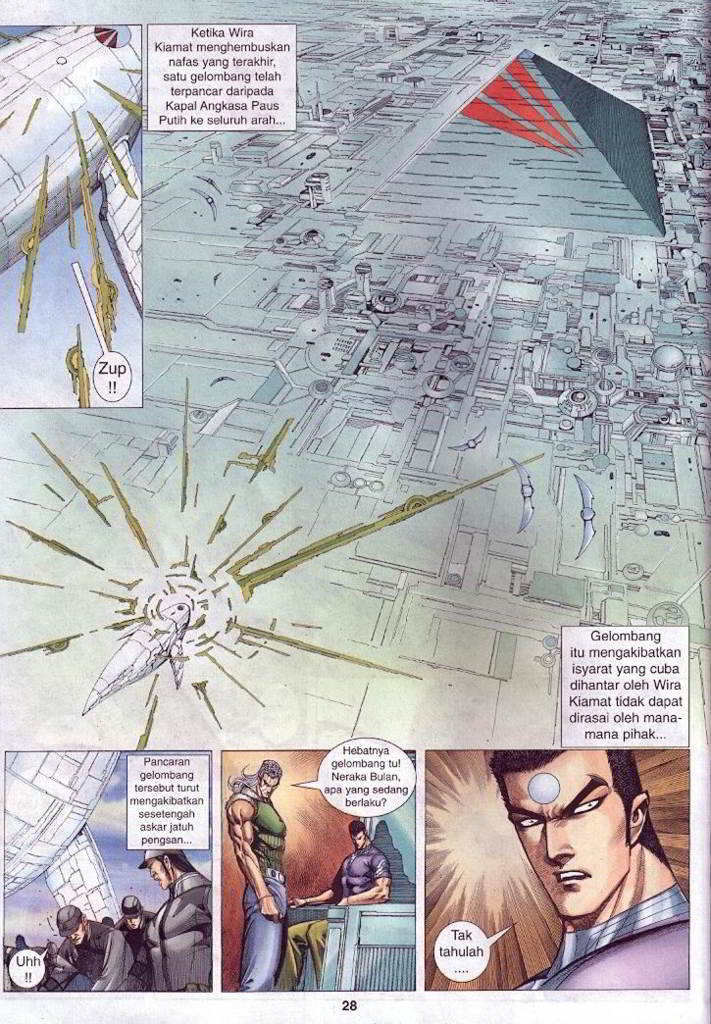 Ketika Wira
Kiamat menghembuskan
nafas yang terakhir,
satu gelombang telah
terpancar daripada
Kapal Angkasa Paus
Putih ke seluruh arah...
Zup
!!
Gelombang
itu mengakibatkan
isyarat yang cuba
dihantar oleh Wira
Kiamat tidak dapat
dirasai oleh mana-
mana pihak...
Pancaran
gelombang
tersebut turut
mengakibatkan
sesetengah
askar jatuh
pengsan...
Uhh
!!
Hebatnya
gelombang tu!
Neraka Bulan,
apa yang sedang
berlaku?
Tak
tahulah
....
28